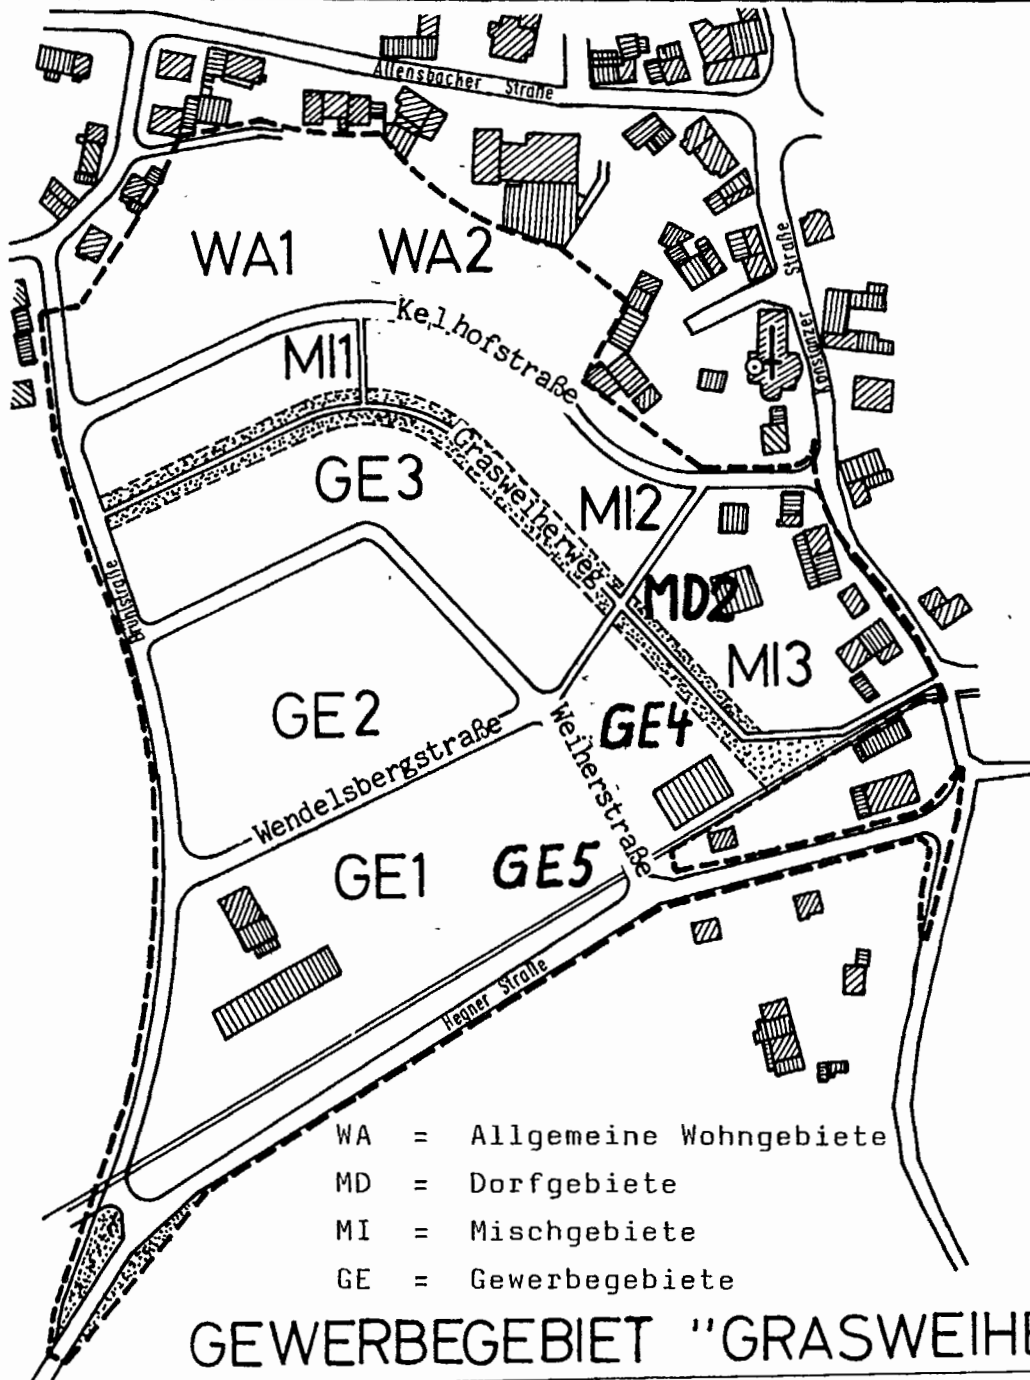 Allensbacher Straße
WA1
WA2
Straße
Konstanzer
Kelhofstraße
MI1
Grasweiherweg
GE3
MI2
Brühlstraße
MD2
MI3
GE2
GE4
Weiherstraße
Wendelsbergstraße
GE1
GE5
Hegner Straße
WA = Allgemeine Wohngebiete
MD = Dorfgebiete
MI = Mischgebiete
GE = Gewerbegebiete
GEWERBEGEBIET "GRASWEIHE